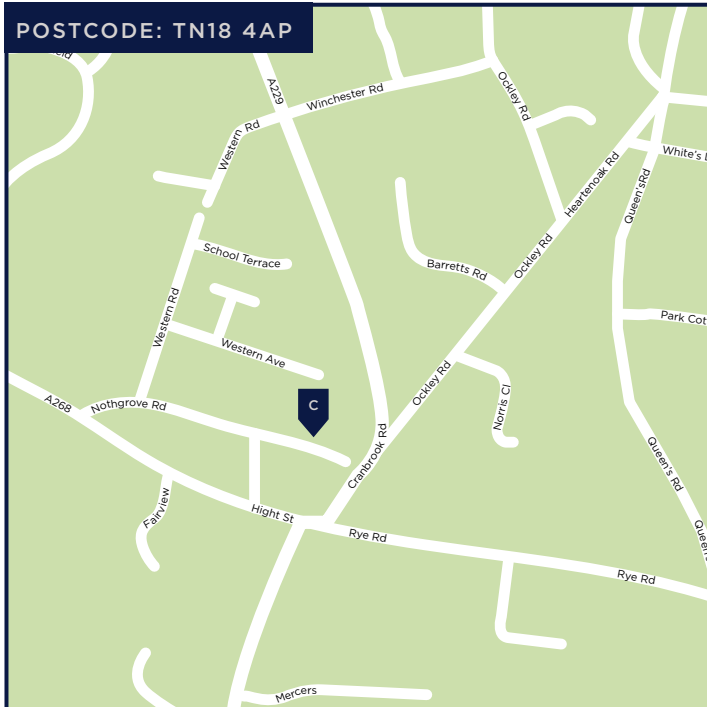 POSTCODE: TN18 4AP
A229
Winchester Rd
Ockley Rd
Western Rd
Heartenoak Rd
White's
Queen'sRd
School Terrace
Barretts Rd
Ockley Rd
Western Rd
Park Cot
Western Ave
Ockley Rd
Norris Cl
A268
Nothgrove Rd
C
Cranbrook Rd
Queen's Rd
Fairview
Hight St
Rye Rd
Queen's
Rye Rd
Mercers